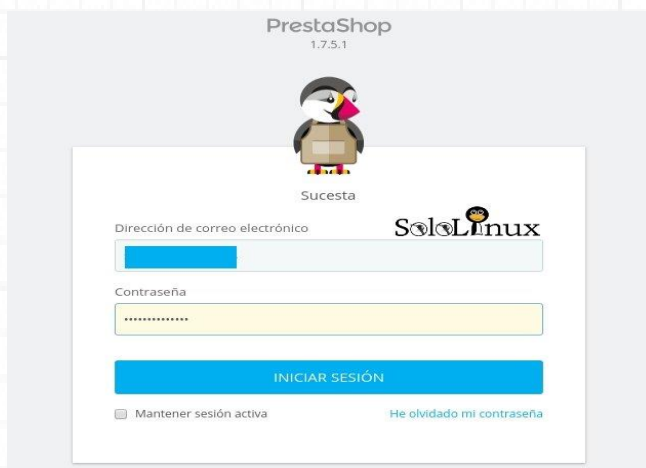 PrestaShop
1.7.5.1
Sucesta
SoloLinux
Dirección de correo electrónico
Contraseña
••••••••••••••
INICIAR SESIÓN
Mantener sesión activa
He olvidado mi contraseña